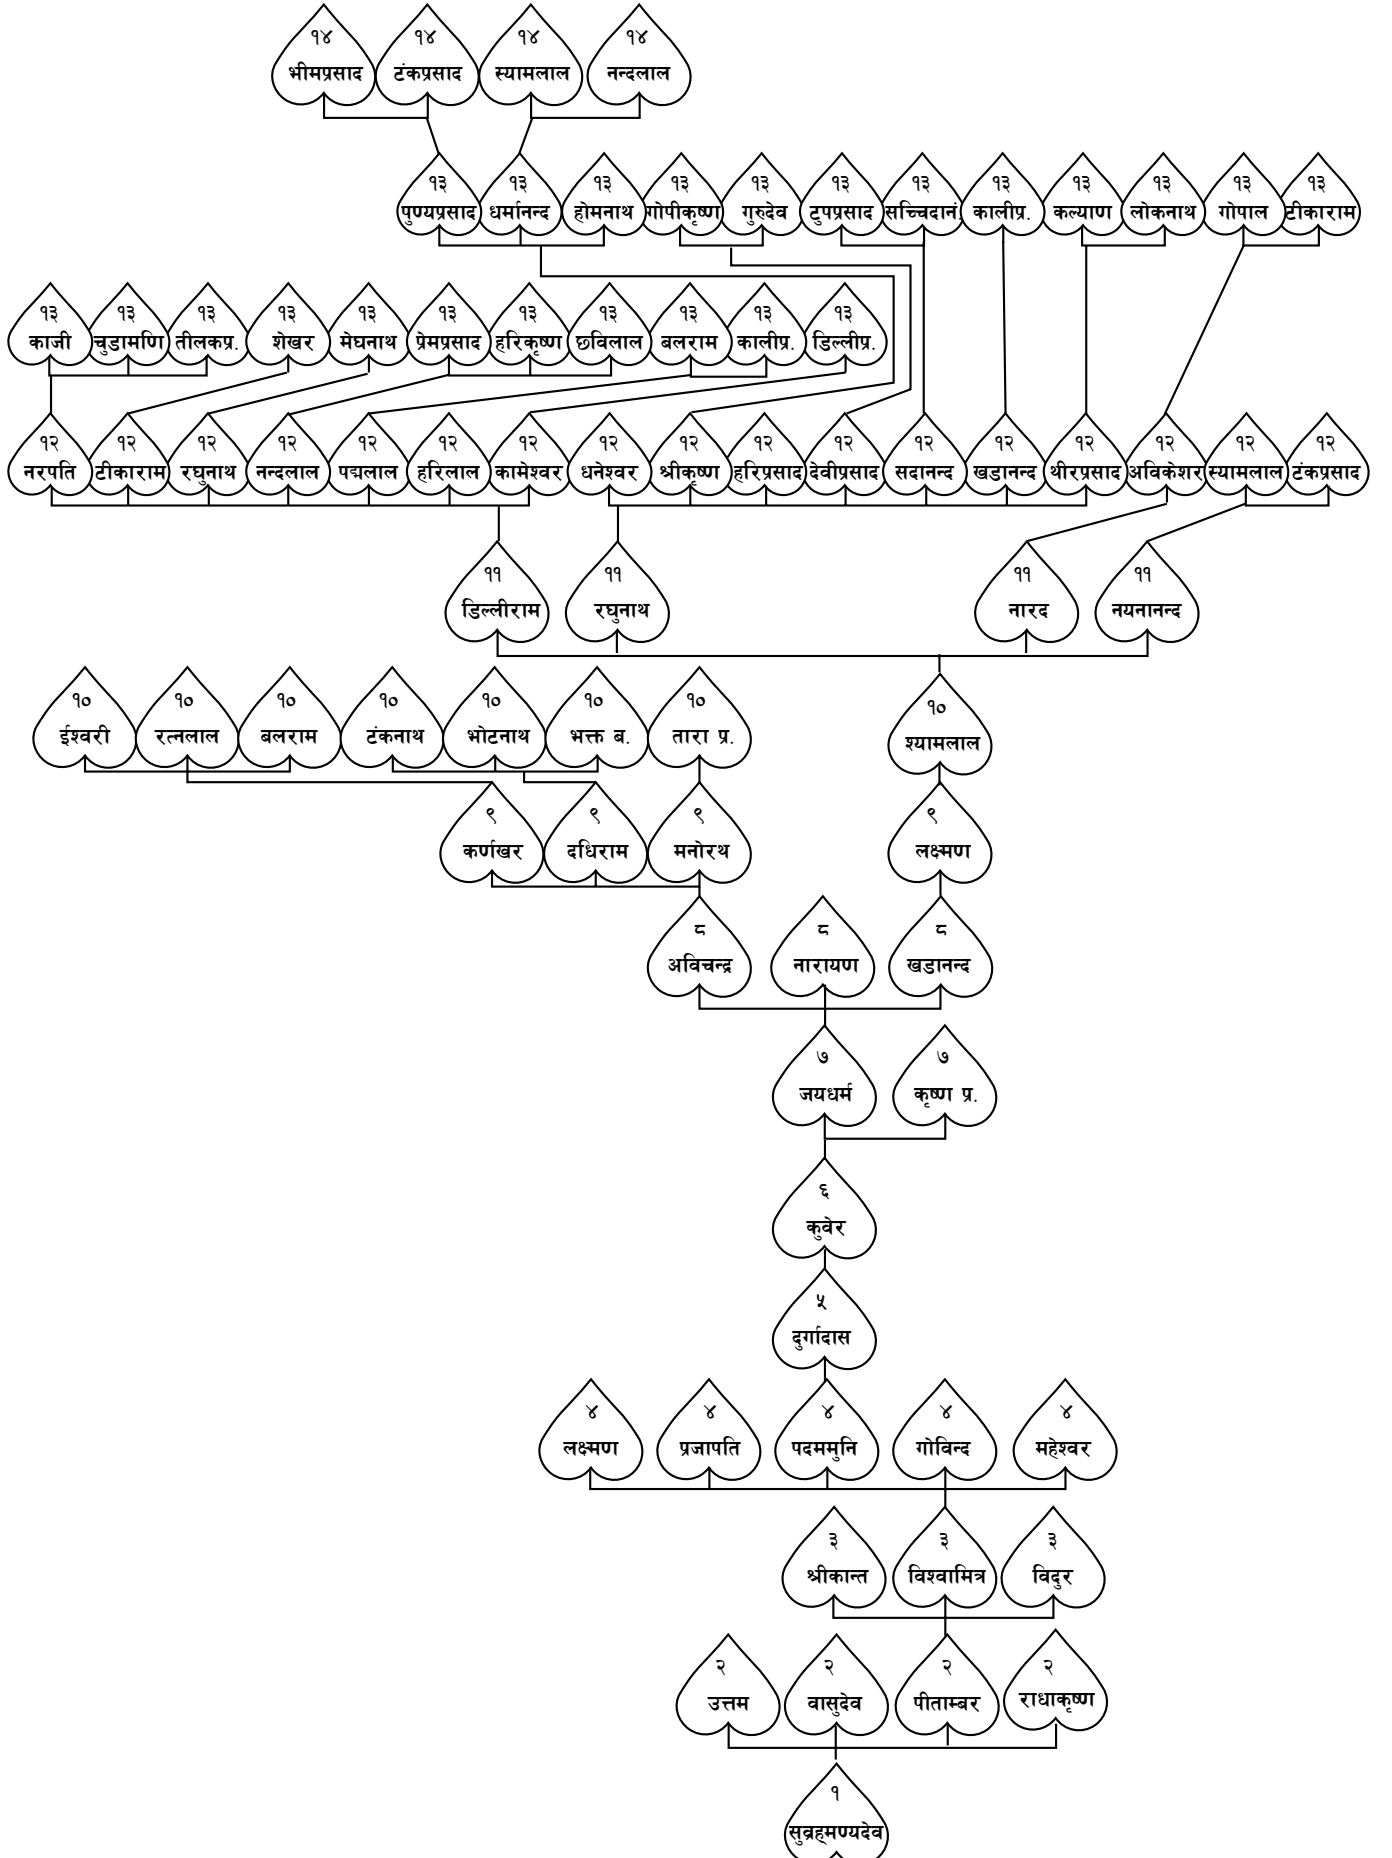 १४ १४ १४ १४
भीमप्रसाद टंकप्रसाद स्यामलाल नन्दलाल
१३ १३ १३ १३ १३ १३ १३ १३ १३ १३ १३ १३
पुण्यप्रसाद धर्मानन्द होमनाथ गोपीकृष्ण गुरुदेव टुपप्रसाद सच्चिदानं. कालीप्र. कल्याण लोकनाथ गोपाल टीकाराम
१३ १३ १३ १३ १३ १३ १३ १३ १३ १३ १३
काजी चुडामणि तीलकप्र. शेखर मेघनाथ प्रेमप्रसाद हरिकृष्ण छविलाल बलराम कालीप्र. डिल्लीप्र.
१२ १२ १२ १२ १२ १२ १२ १२ १२ १२ १२ १२ १२ १२ १२ १२ १२
नरपति टीकाराम रघुनाथ नन्दलाल पद्मलाल हरिलाल कामेश्वर धनेश्वर श्रीकृष्ण हरिप्रसाद देवीप्रसाद सदानन्द खडानन्द थीरप्रसाद अविकेशर स्यामलाल टंकप्रसाद
११ ११ ११ ११
डिल्लीराम रघुनाथ नारद नयनानन्द
१० १० १० १० १० १० १० १०
ईश्वरी रत्नलाल बलराम टंकनाथ भोटनाथ भक्त ब. तारा प्र. श्यामलाल
९ ९ ९ ९
कर्णखर दधिराम मनोरथ लक्ष्मण
८ ८ ८
अविचन्द्र नारायण खडानन्द
७ ७
जयधर्म कृष्ण प्र.
६
कुवेर
५
दुर्गादास
४ ४ ४ ४ ४
लक्ष्मण प्रजापति पदममुनि गोविन्द महेश्वर
३ ३ ३
श्रीकान्त विश्वामित्र विदुर
२ २ २ २
उत्तम वासुदेव पीताम्बर राधाकृष्ण
१
सुव्रह्मण्यदेव